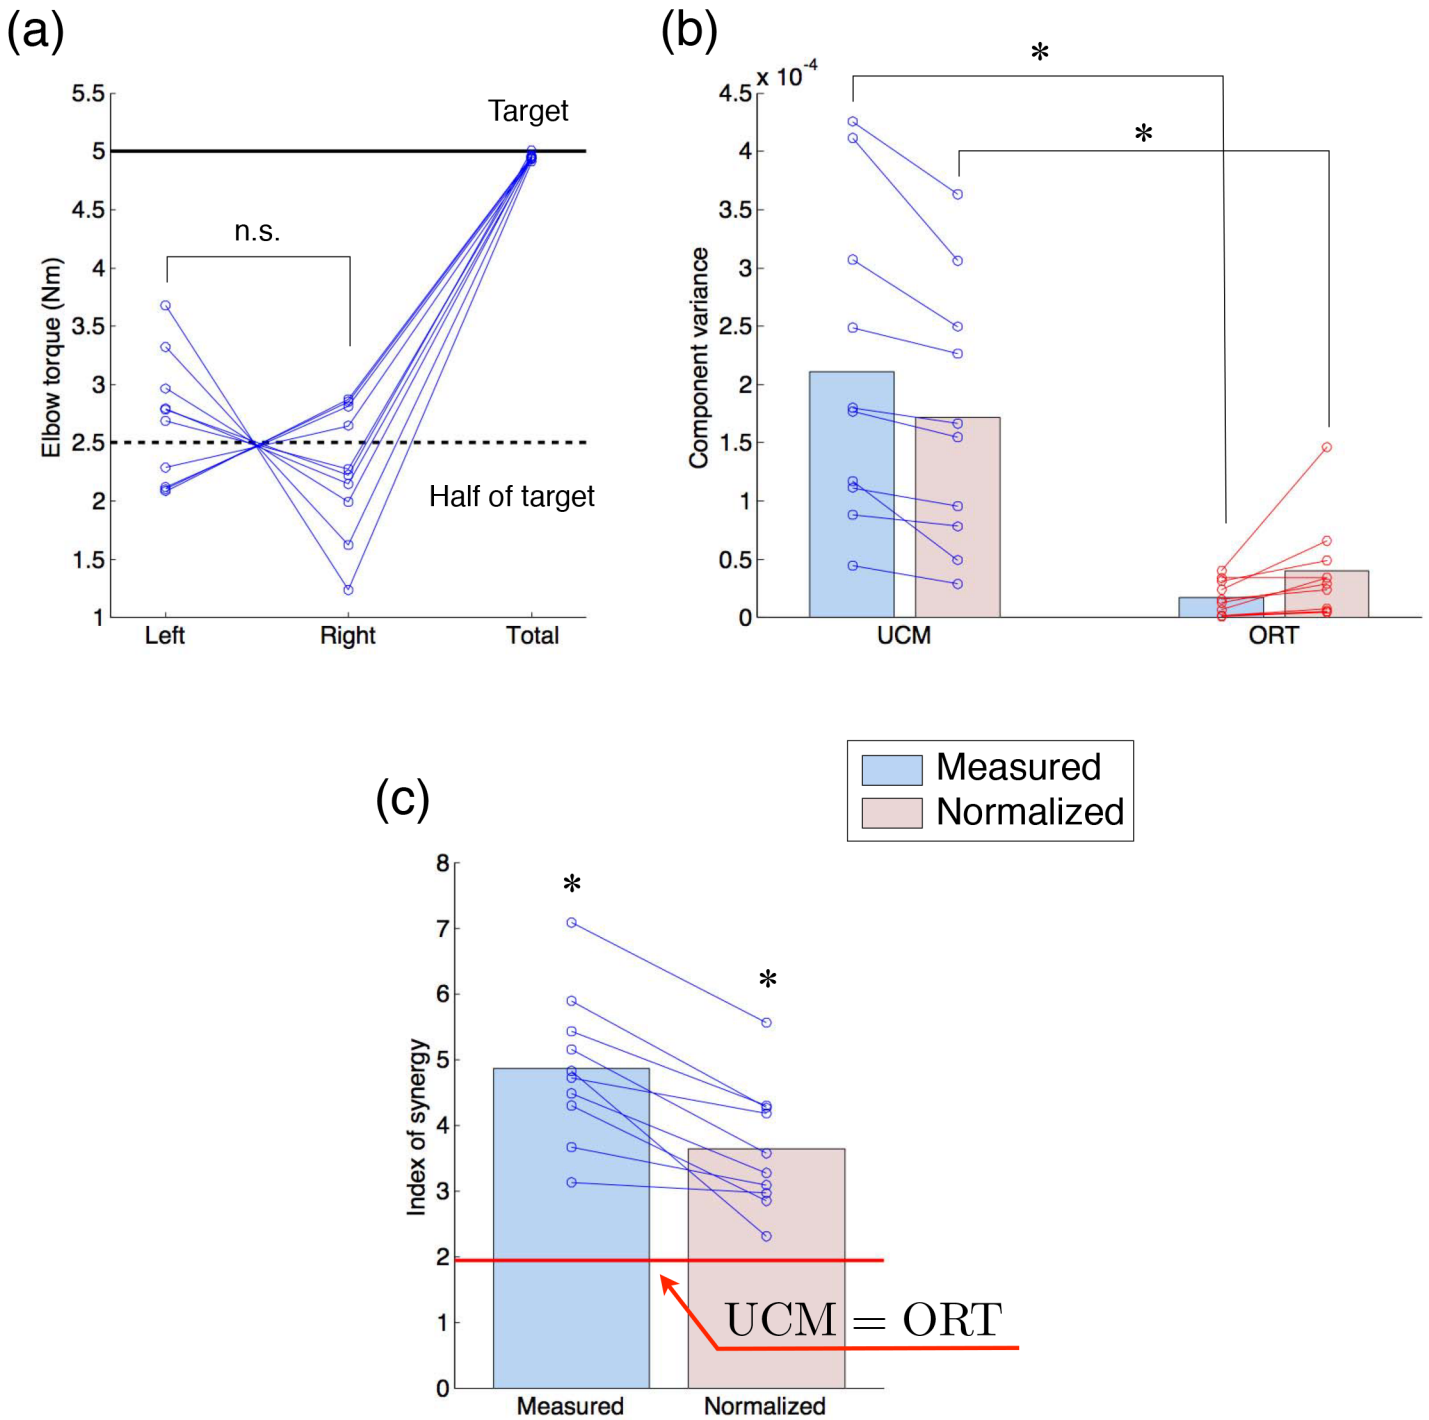 (a)
Elbow torque (Nm)
5.5
5
4.5
4
3.5
3
2.5
2
1.5
1
Target
n.s.
Half of target
Left Right Total
(b)
x 10-4
Component variance
4.5
4
3.5
3
2.5
2
1.5
1
0.5
0
*
*
UCM ORT
Measured
Normalized
(c)
Index of synergy
8
7
6
5
4
3
2
1
0
*
*
UCM = ORT
Measured Normalized